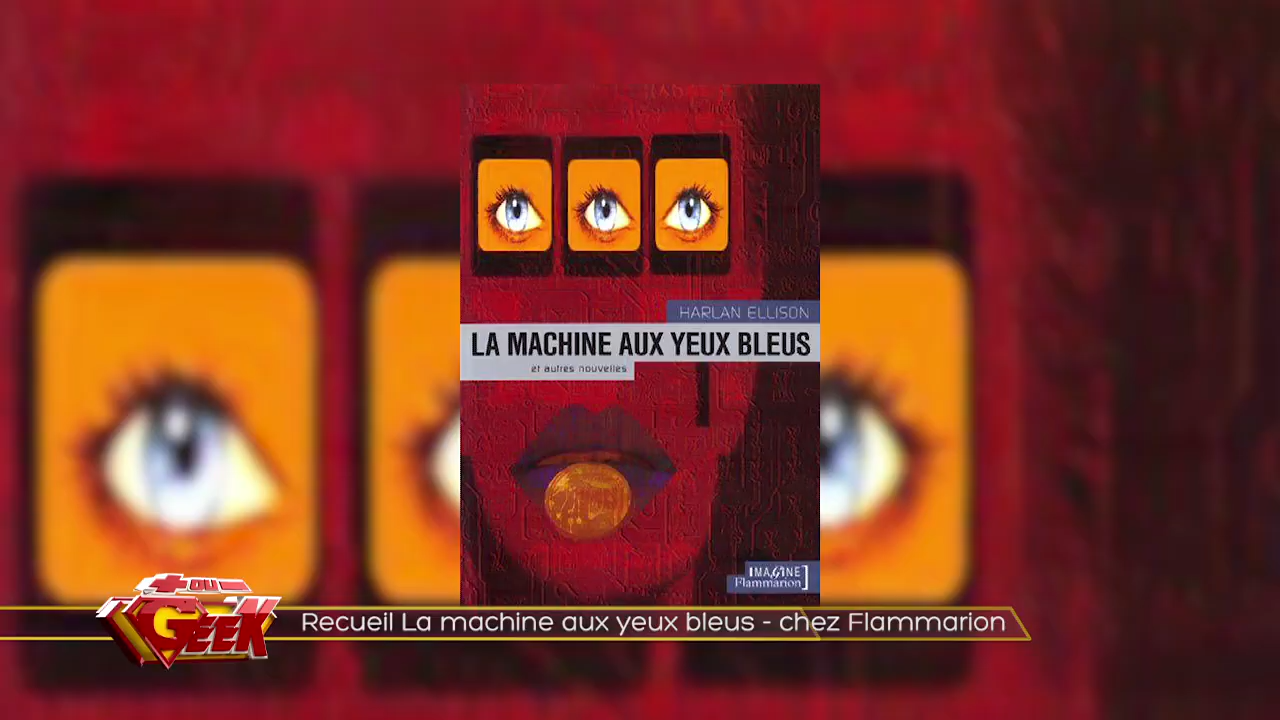 HARLAN ELLISON
LA MACHINE AUX YEUX BLEUS
et autres nouvelles
IMAGINE
Flammarion
+ OU -
GEEK
Recueil La machine aux yeux bleus - chez Flammarion